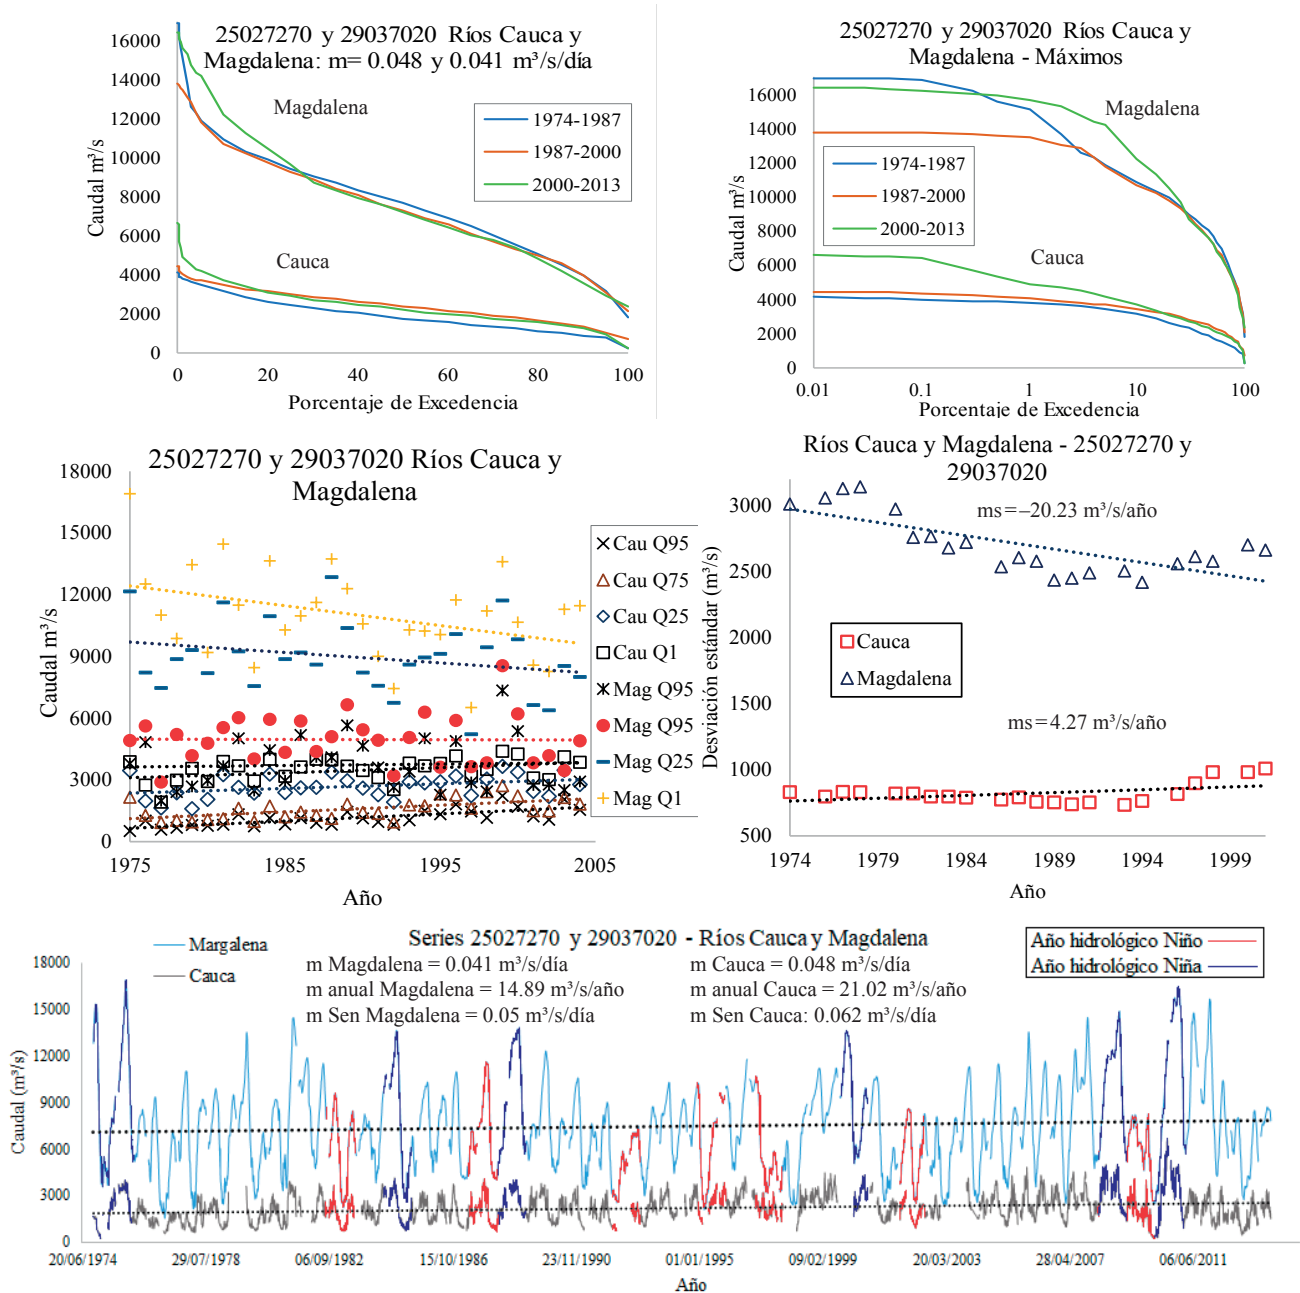 25027270 y 29037020 Ríos Cauca y
Magdalena: m= 0.048 y 0.041 m³/s/día
Caudal m³/s
16000
14000
12000
10000
8000
6000
4000
2000
0
Magdalena
Cauca
1974-1987
1987-2000
2000-2013
0 20 40 60 80 100
Porcentaje de Excedencia
25027270 y 29037020 Ríos Cauca y
Magdalena - Máximos
Caudal m³/s
16000
14000
12000
10000
8000
6000
4000
2000
0
Magdalena
Cauca
1974-1987
1987-2000
2000-2013
0.01 0.1 1 10 100
Porcentaje de Excedencia
25027270 y 29037020 Ríos Cauca y
Magdalena
Caudal m³/s
18000
15000
12000
9000
6000
3000
0
Cau Q95
Cau Q75
Cau Q25
Cau Q1
Mag Q95
Mag Q95
Mag Q25
Mag Q1
1975 1985 1995 2005
Año
Ríos Cauca y Magdalena - 25027270 y
29037020
Desviación estándar (m³/s)
3000
2500
2000
1500
1000
500
ms=−20.23 m³/s/año
Cauca
Magdalena
ms=4.27 m³/s/año
1974 1979 1984 1989 1994 1999
Año
Series 25027270 y 29037020 - Ríos Cauca y Magdalena
Margalena
Cauca
m Magdalena = 0.041 m³/s/día
m anual Magdalena = 14.89 m³/s/año
m Sen Magdalena = 0.05 m³/s/día
m Cauca = 0.048 m³/s/día
m anual Cauca = 21.02 m³/s/año
m Sen Cauca: 0.062 m³/s/día
Año hidrológico Niño
Año hidrológico Niña
Caudal (m³/s)
18000
15000
12000
9000
6000
3000
0
20/06/1974 29/07/1978 06/09/1982 15/10/1986 23/11/1990 01/01/1995 09/02/1999 20/03/2003 28/04/2007 06/06/2011
Año